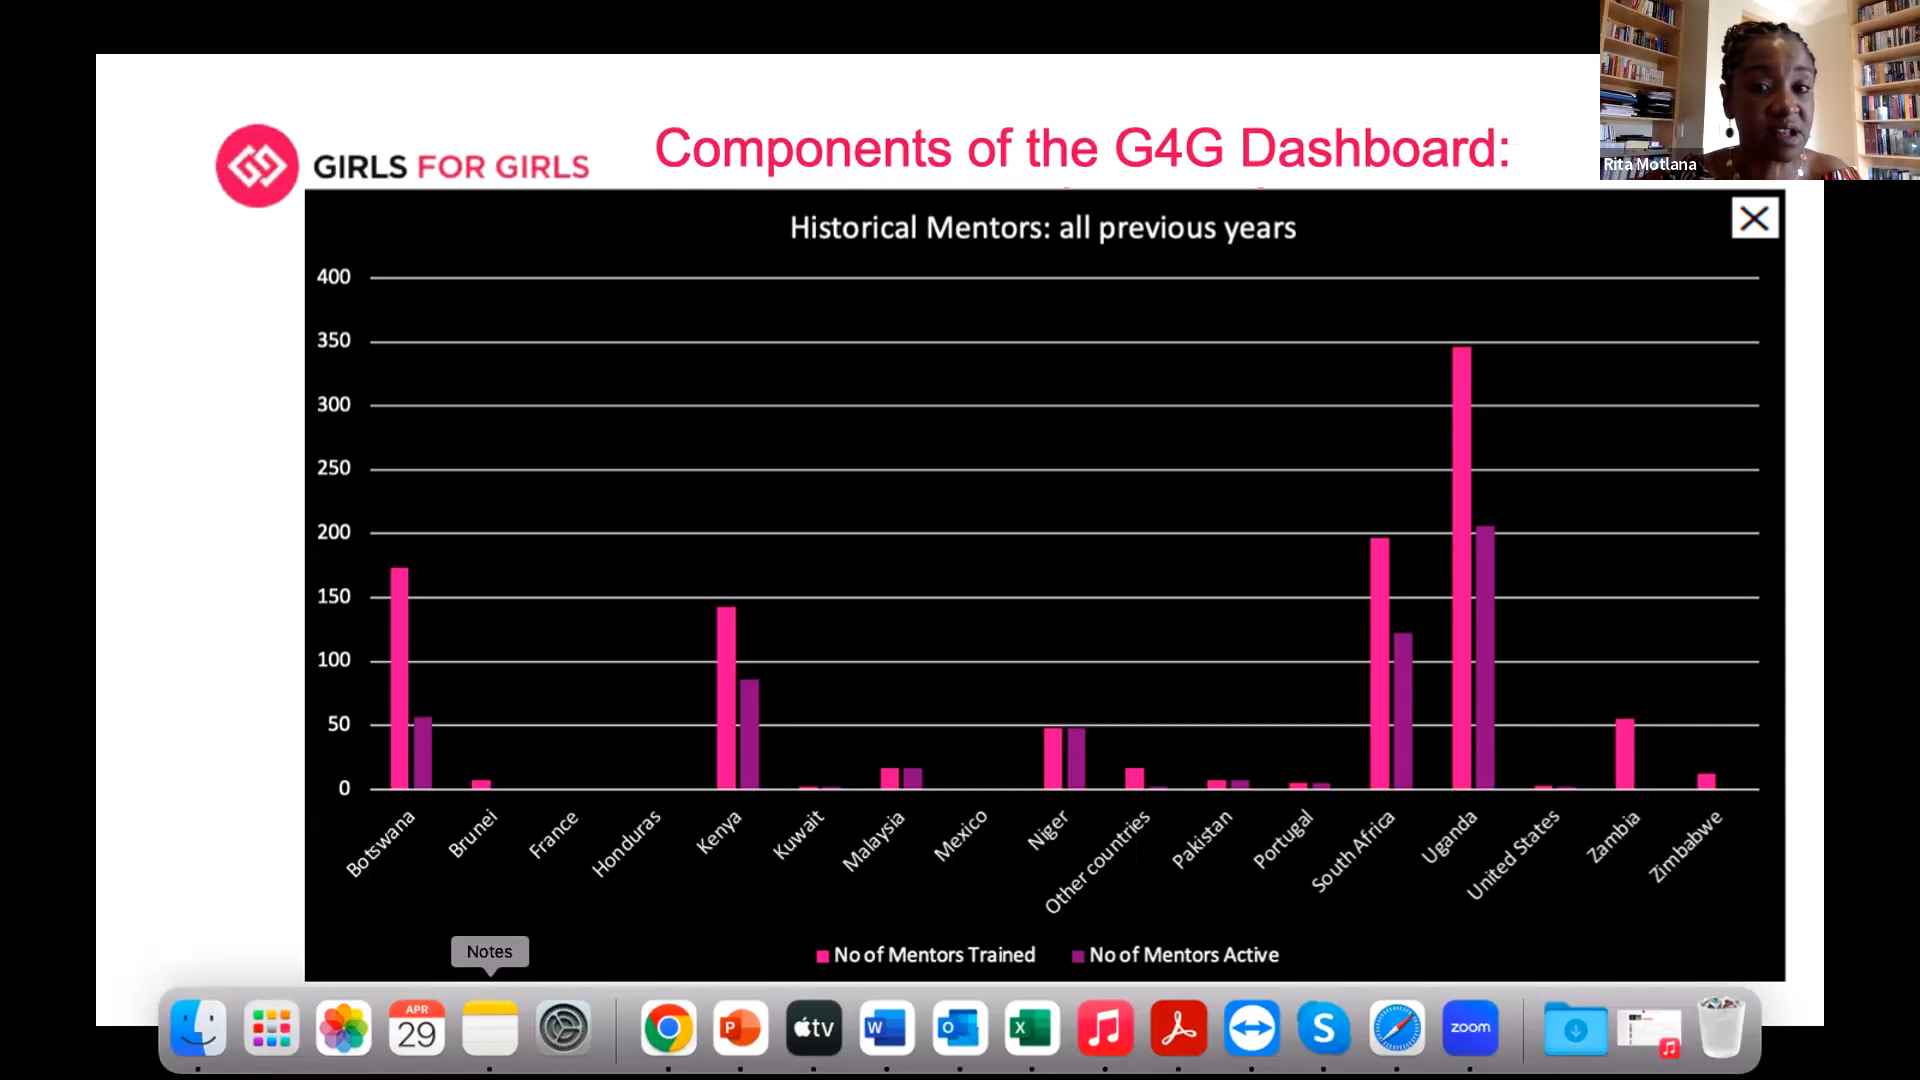 Rita Motlana
GIRLS FOR GIRLS
Components of the G4G Dashboard:
Historical Mentors: all previous years
400
350
300
250
200
150
100
50
0
Botswana
Brunei
France
Honduras
Kenya
Kuwait
Malaysia
Mexico
Niger
Other countries
Pakistan
Portugal
South Africa
Uganda
United States
Zambia
Zimbabwe
No of Mentors Trained
No of Mentors Active
Notes
APR
29
P
tv
W
O
X
S
zoom